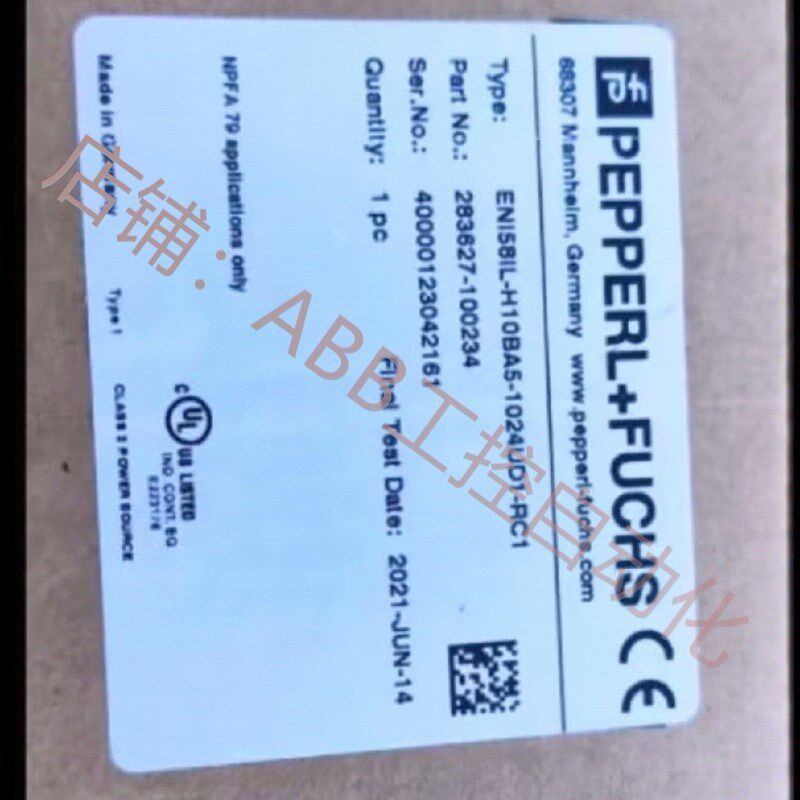 PEPPERL+FUCHS CE
68307 Mannheim, Germany www.pepperl-fuchs.com
Type: ENI58IL-H10BA5-1024UD1-RC1
Part No.: 283627-100234
Ser.No.: 40000123042161 Final Test Date: 2021-JUN-14
Quantity: 1 pc
NPFA 79 applications only
c UL US LISTED
IND. CONT. EQ
Made in Germany Type 1 CLASS 2 POWER SOURCE
店铺：ABB工控自动化